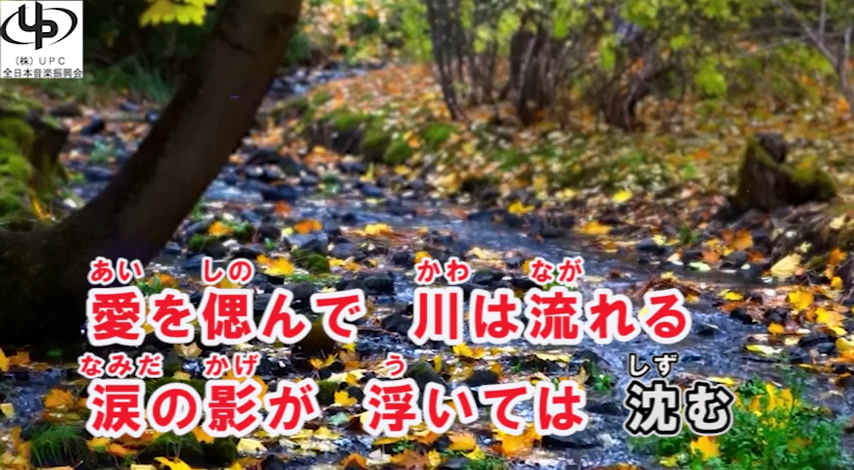 UP
(株)UPC
全日本音楽振興会
あい しの かわ なが
愛を偲んで 川は流れる
なみだ かげ う しず
涙の影が 浮いては 沈む